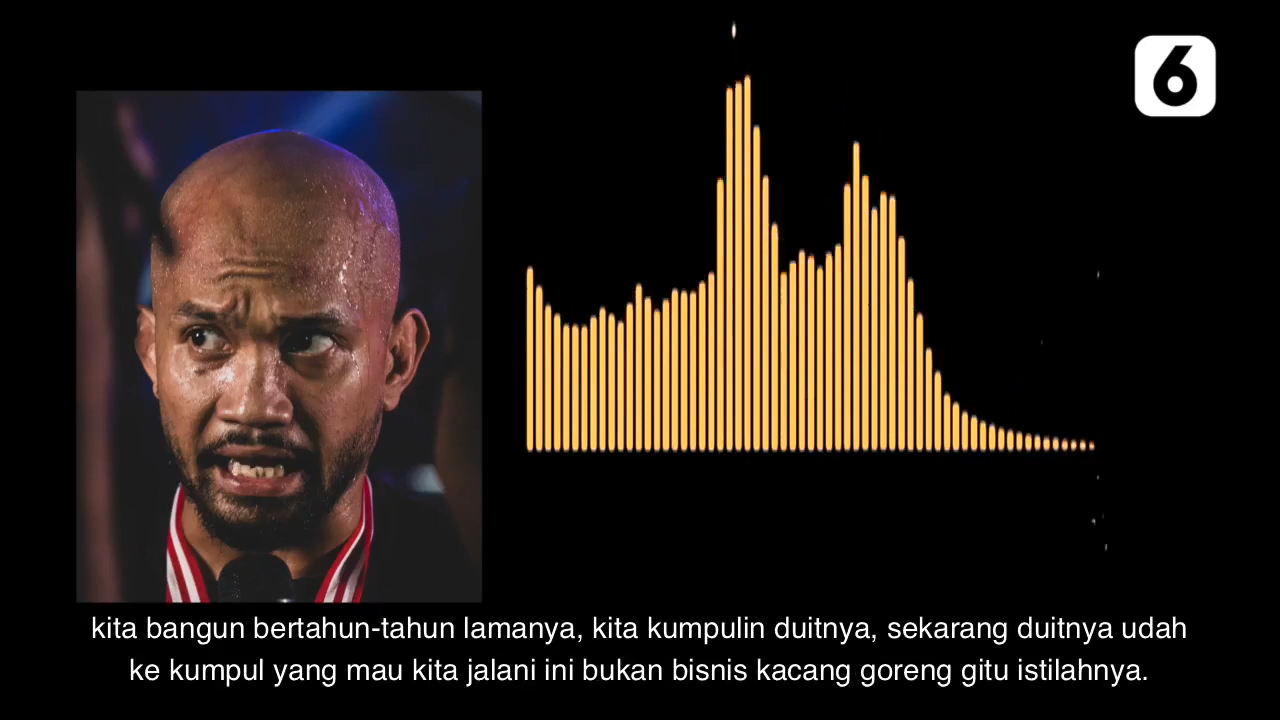 6
kita bangun bertahun-tahun lamanya, kita kumpulin duitnya, sekarang duitnya udah
ke kumpul yang mau kita jalani ini bukan bisnis kacang goreng gitu istilahnya.